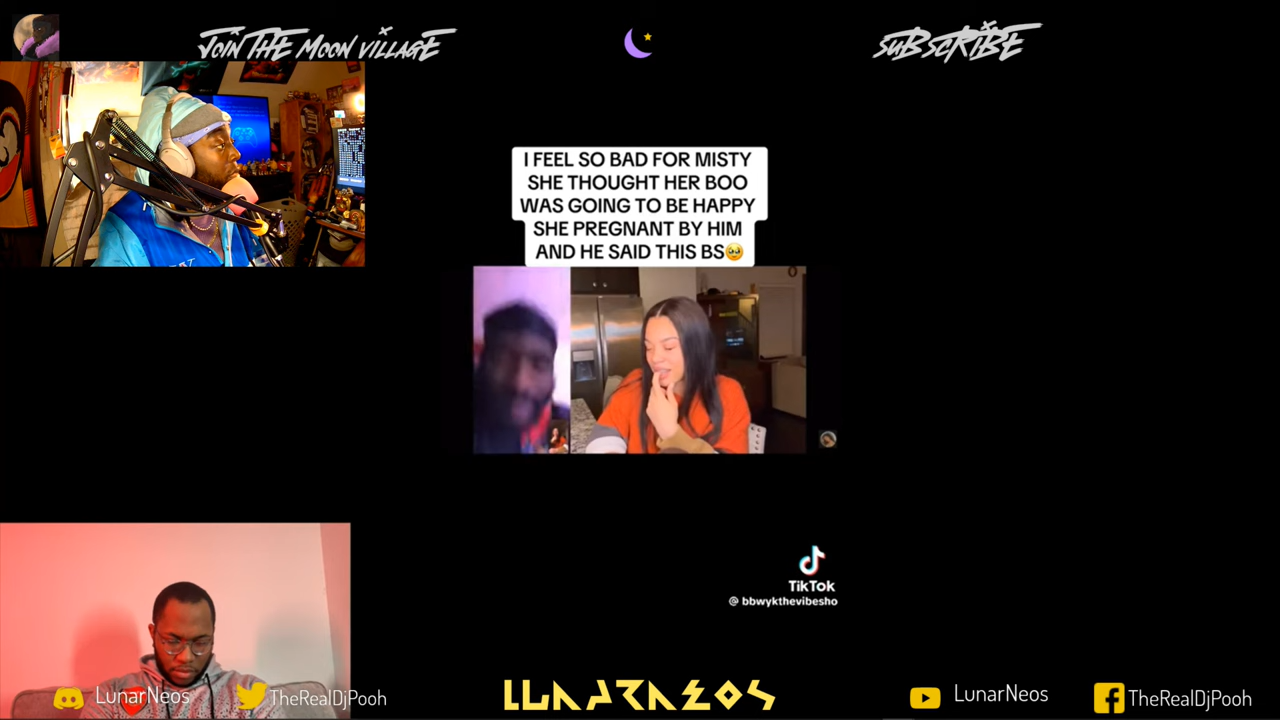 JOIN THE MOON VILLAGE
SUBSCRIBE
I FEEL SO BAD FOR MISTY
SHE THOUGHT HER BOO
WAS GOING TO BE HAPPY
SHE PREGNANT BY HIM
AND HE SAID THIS BS🥹
TikTok
@ bbwykthevibesho
LunarNeos
TheRealDjPooh
LUNARNEOS
LunarNeos
TheRealDjPooh